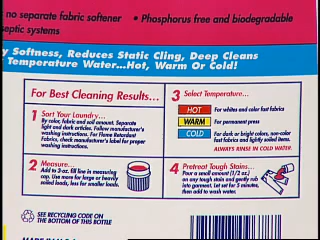 no separate fabric softener • Phosphorus free and biodegradable
septic systems
Softness, Reduces Static Cling, Deep Cleans
Temperature Water...Hot, Warm Or Cold!
For Best Cleaning Results...
1 Sort Your Laundry...
By color, fabric and soil amount. Separate
light and dark articles. Follow manufacturer's
washing instructions. For Flame Retardant
Fabrics, check manufacturer's label for proper
washing instructions.
2 Measure...
Add to 3-oz. fill line in measuring
cap. Use more for large or heavily
soiled loads, less for smaller loads.
3 Select Temperature...
HOT For whites and color fast fabrics
WARM For permanent press
COLD For dark or bright colors, non-color
fast fabrics and lightly soiled items.
ALWAYS RINSE IN COLD WATER.
4 Pretreat Tough Stains...
Pour a small amount (1/2 oz.)
on any tough stain and gently rub
into garment. Let set for 3 minutes,
then add to wash water.
SEE RECYCLING CODE ON
THE BOTTOM OF THIS BOTTLE